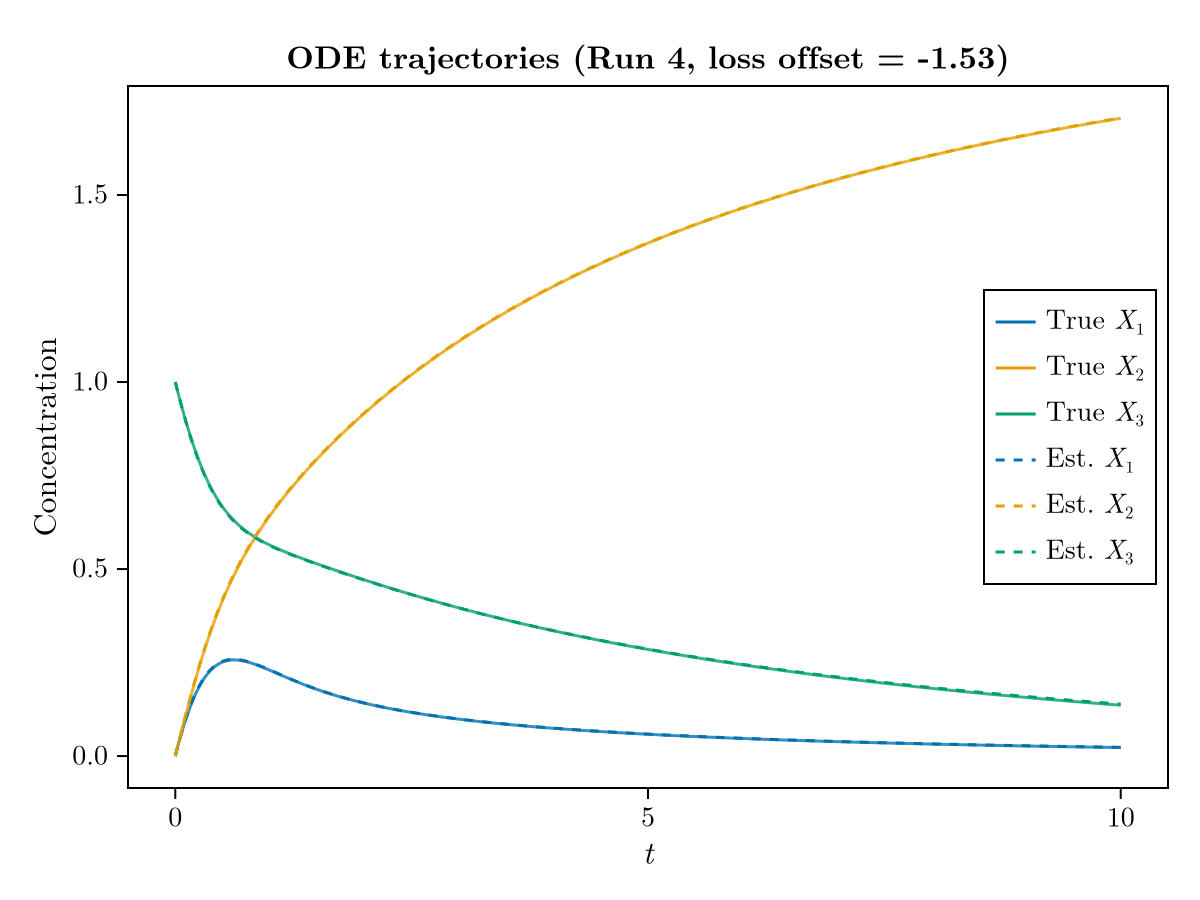 ODE trajectories (Run 4, loss offset = -1.53)
Concentration
1.5
1.0
0.5
0.0
0 5 10
t
True X₁
True X₂
True X₃
Est. X₁
Est. X₂
Est. X₃